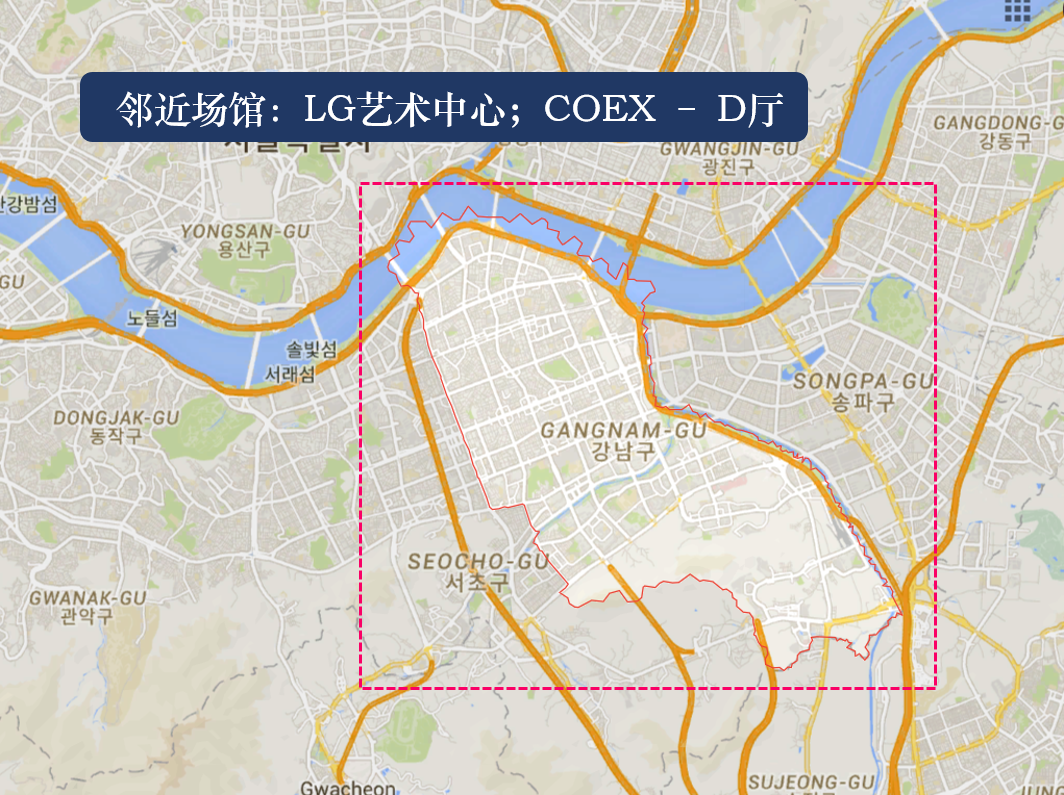 邻近场馆：LG艺术中心；COEX － D厅
GANGDONG-G
강동구
GWANGJIN-GU
광진구
강밤섬
YONGSAN-GU
용산구
GU
노들섬
솔빛섬
서래섬
SONGPA-GU
송파구
DONGJAK-GU
동작구
GANGNAM-GU
강남구
SEOCHO-GU
서초구
GWANAK-GU
관악구
Gwacheon
SUJEONG-GU